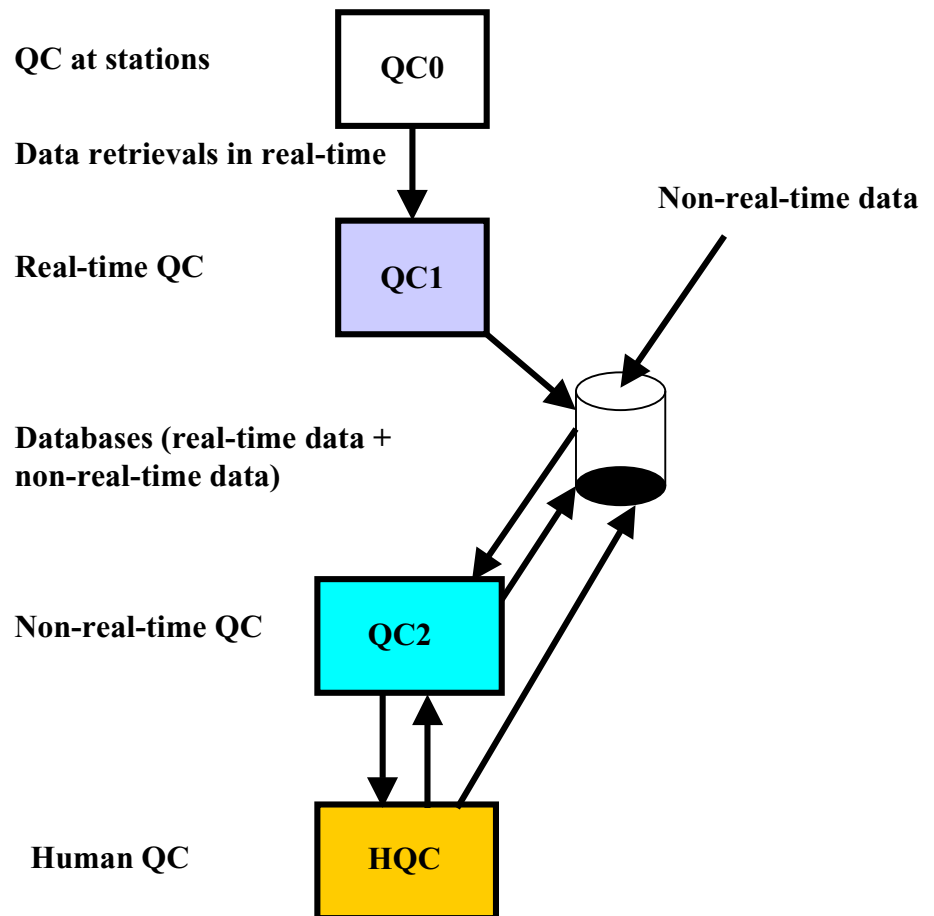 QC at stations
QC0
Data retrievals in real-time
Non-real-time data
Real-time QC
QC1
Databases (real-time data +
non-real-time data)
Non-real-time QC
QC2
Human QC
HQC